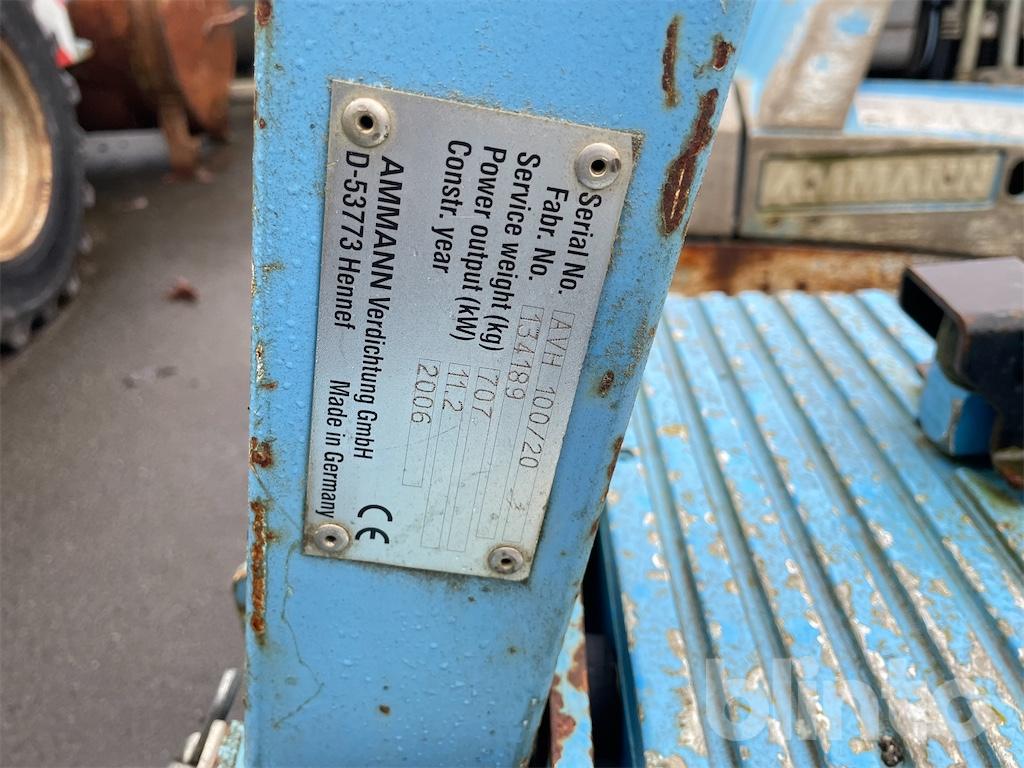 Serial No. AVH 100/20
Fabr. No. 134189
Service weight (kg) 707
Power output (kW) 11.2
Constr. year 2006
AMMANN Verdichtung GmbH
D-53773 Hennef
Made in Germany
CE
blinto